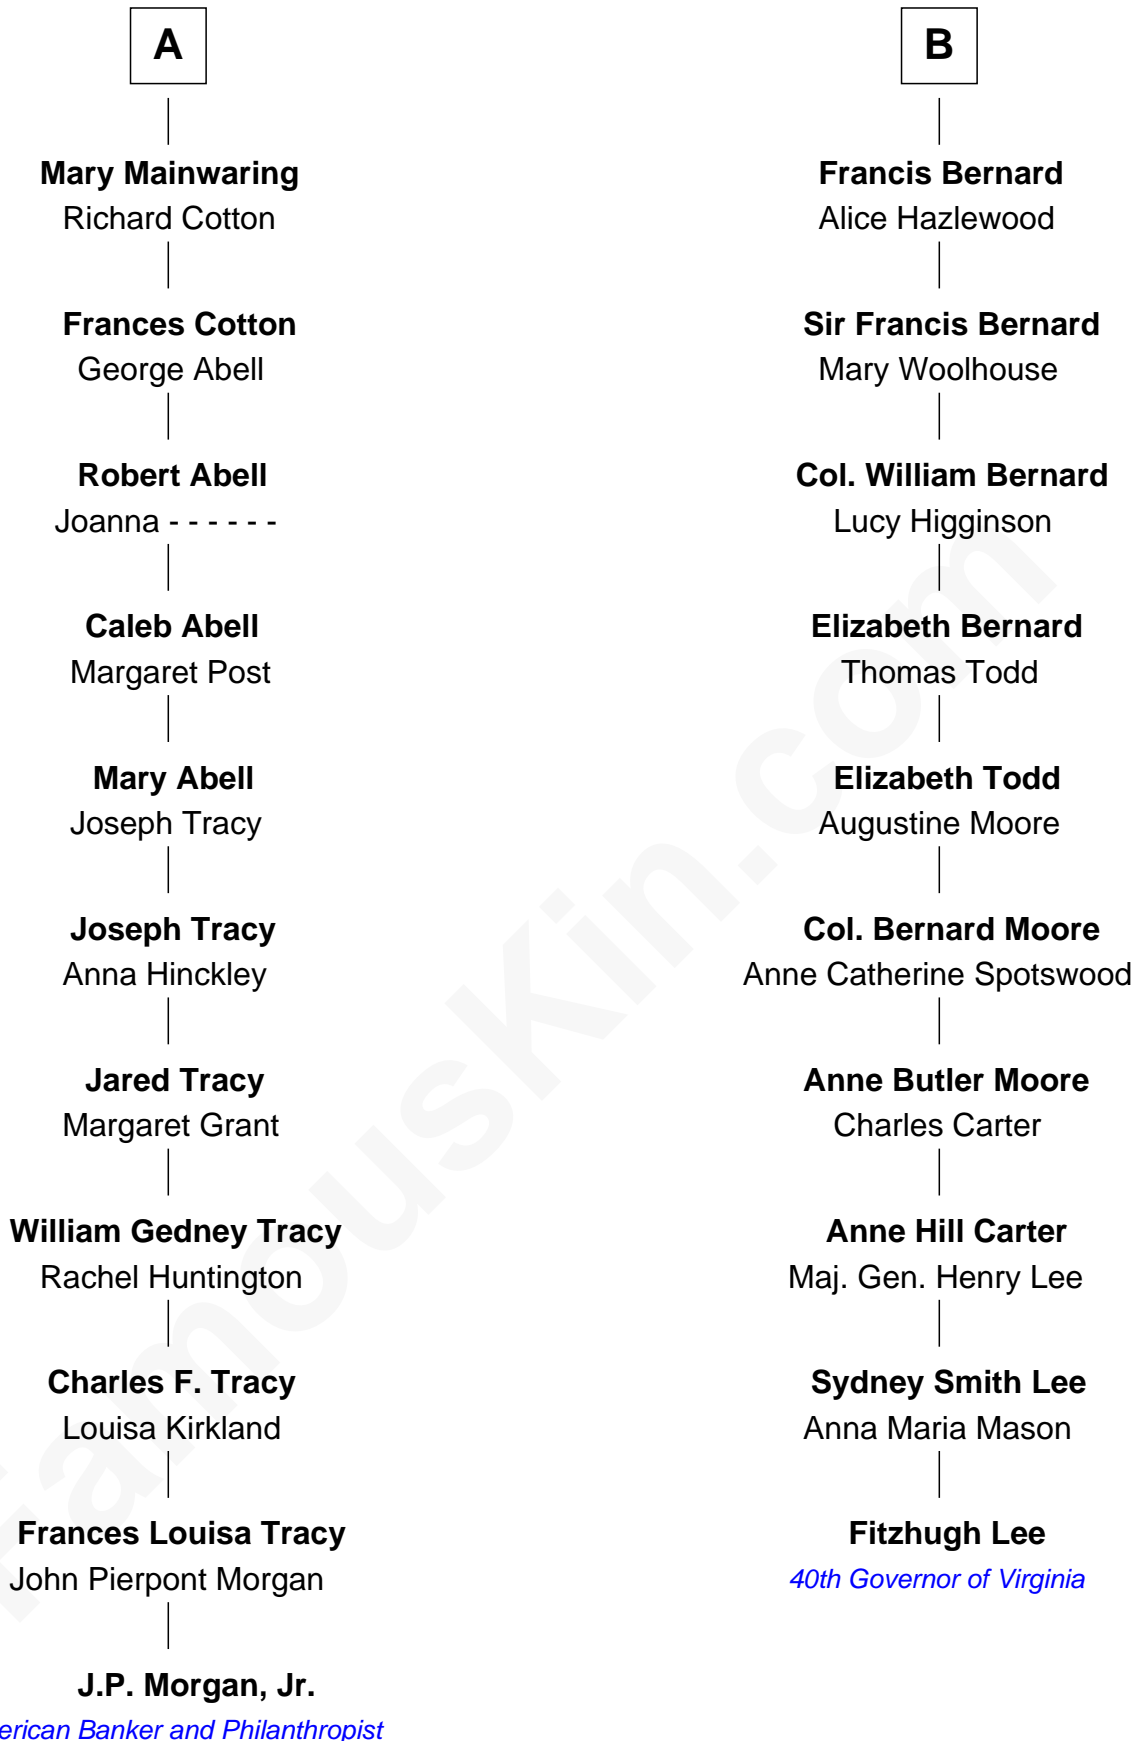 A
Mary Mainwaring
Richard Cotton
Frances Cotton
George Abell
Robert Abell
Joanna - - - - - -
Caleb Abell
Margaret Post
Mary Abell
Joseph Tracy
Joseph Tracy
Anna Hinckley
Jared Tracy
Margaret Grant
William Gedney Tracy
Rachel Huntington
Charles F. Tracy
Louisa Kirkland
Frances Louisa Tracy
John Pierpont Morgan
J.P. Morgan, Jr.
erican Banker and Philanthropist
B
Francis Bernard
Alice Hazlewood
Sir Francis Bernard
Mary Woolhouse
Col. William Bernard
Lucy Higginson
Elizabeth Bernard
Thomas Todd
Elizabeth Todd
Augustine Moore
Col. Bernard Moore
Anne Catherine Spotswood
Anne Butler Moore
Charles Carter
Anne Hill Carter
Maj. Gen. Henry Lee
Sydney Smith Lee
Anna Maria Mason
Fitzhugh Lee
40th Governor of Virginia
FamousKin.com